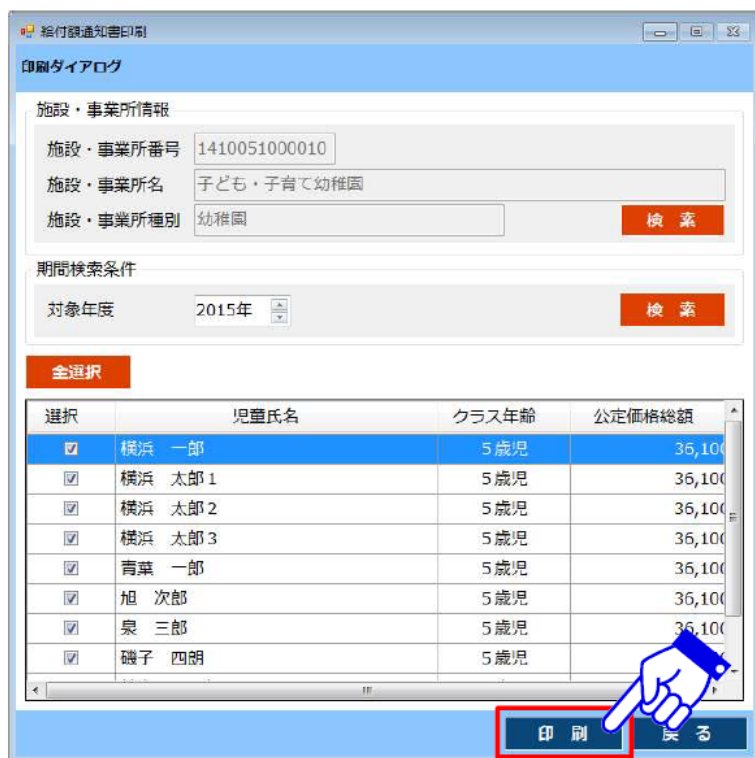 給付額通知書印刷
印刷ダイアログ
施設・事業所情報
施設・事業所番号 1410051000010
施設・事業所名 子ども・子育て幼稚園
施設・事業所種別 幼稚園 検 索
期間検索条件
対象年度 2015年 検 索
全選択
選択 児童氏名 クラス年齢 公定価格総額
横浜 一郎 5歳児 36,100
横浜 太郎1 5歳児 36,100
横浜 太郎2 5歳児 36,100
横浜 太郎3 5歳児 36,100
青葉 一郎 5歳児 36,100
旭 次郎 5歳児 36,100
泉 三郎 5歳児 36,100
磯子 四朗 5歳児
印 刷 戻 る